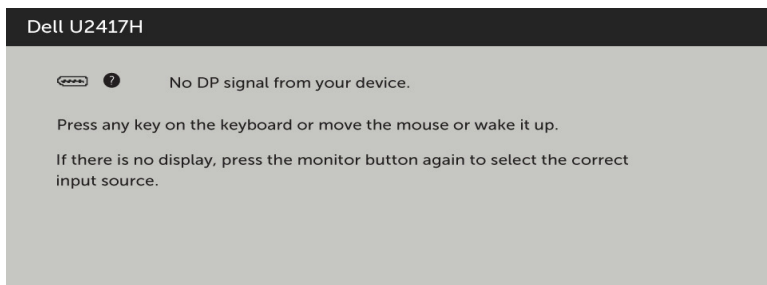 Dell U2417H
? No DP signal from your device.
Press any key on the keyboard or move the mouse or wake it up.
If there is no display, press the monitor button again to select the correct
input source.